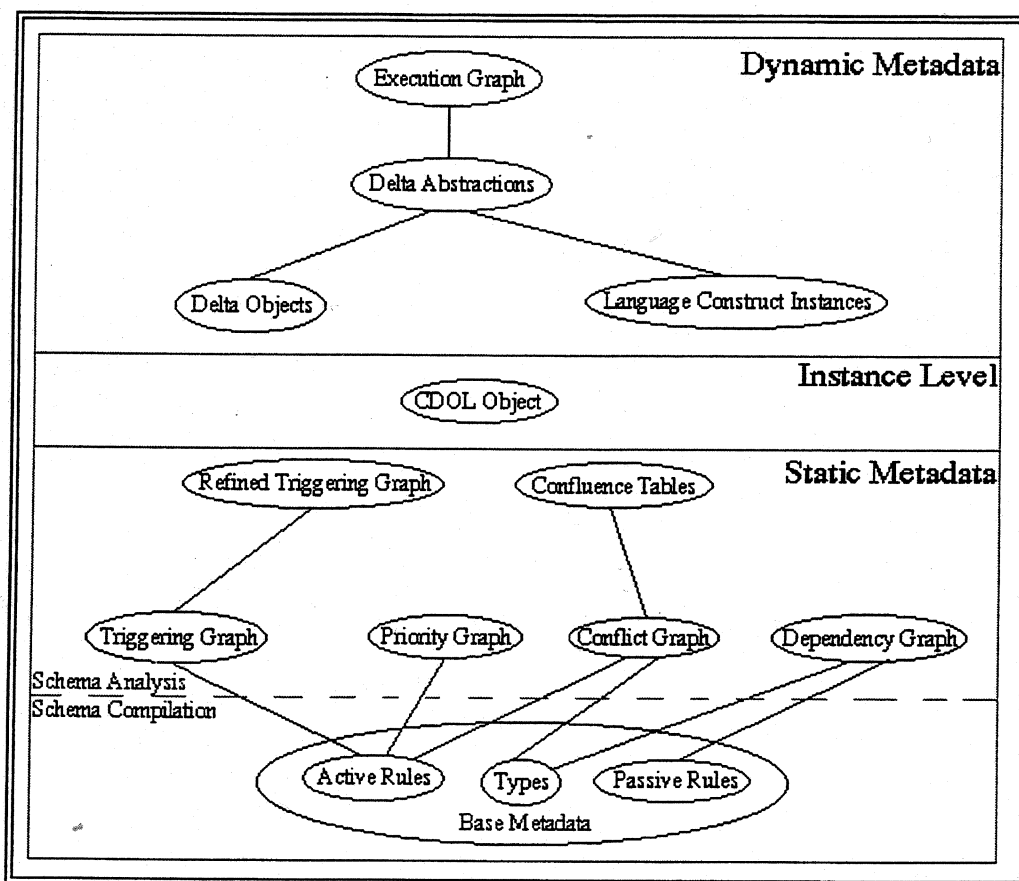 Dynamic Metadata
Execution Graph
Delta Abstractions
Delta Objects
Language Construct Instances
Instance Level
CDOL Object
Static Metadata
Refined Triggering Graph
Confluence Tables
Triggering Graph
Priority Graph
Conflict Graph
Dependency Graph
Schema Analysis
Schema Compilation
Active Rules
Types
Passive Rules
Base Metadata